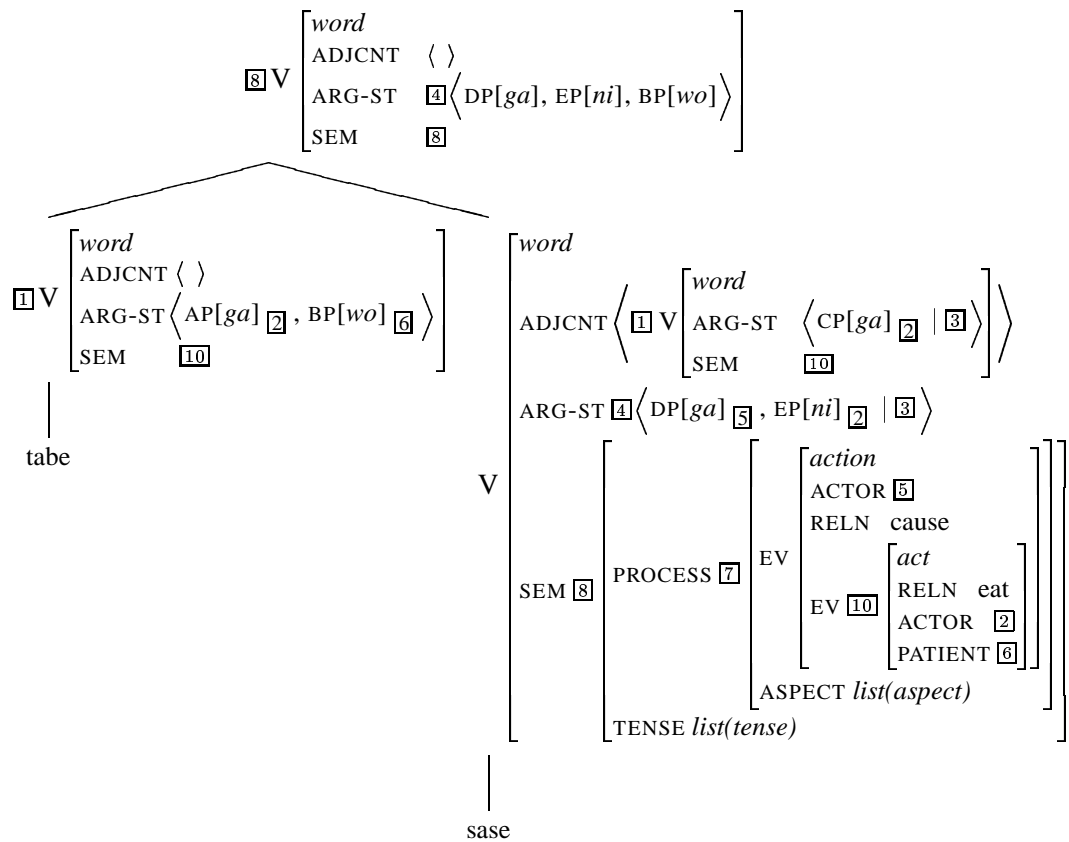 word
ADJCNT ⟨ ⟩
8 V ARG-ST 4 ⟨ DP[ga], EP[ni], BP[wo] ⟩
SEM 8
word
ADJCNT ⟨ ⟩
1 V ARG-ST ⟨ AP[ga] 2 , BP[wo] 6 ⟩
SEM 10
tabe
word
word
ADJCNT ⟨ 1 V ARG-ST ⟨ CP[ga] 2 | 3 ⟩ ⟩
SEM 10
ARG-ST 4 ⟨ DP[ga] 5 , EP[ni] 2 | 3 ⟩
V
action
ACTOR 5
RELN cause
EV
act
RELN eat
EV 10
ACTOR 2
PATIENT 6
SEM 8 PROCESS 7
ASPECT list(aspect)
TENSE list(tense)
sase